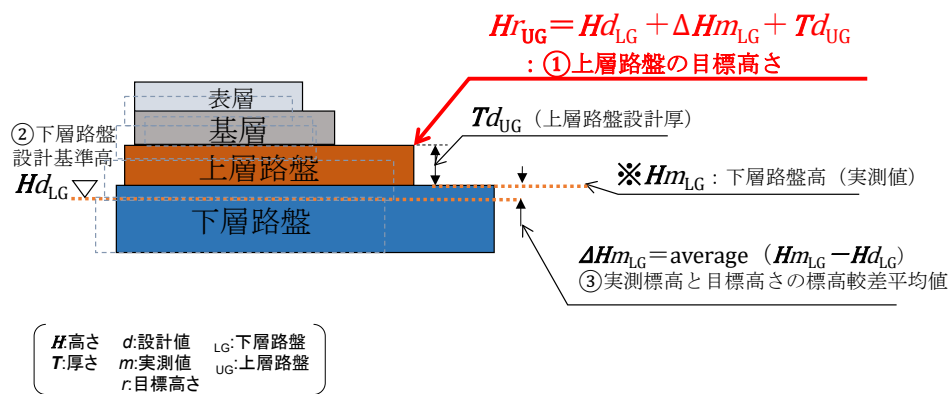 Hr_UG＝Hd_LG＋ΔHm_LG＋Td_UG
：①上層路盤の目標高さ
表層
基層
上層路盤
下層路盤
②下層路盤
設計基準高
Hd_LG ▽
Td_UG（上層路盤設計厚）
※Hm_LG：下層路盤高（実測値）
ΔHm_LG＝average（Hm_LG－Hd_LG）
③実測標高と目標高さの標高較差平均値
H:高さ d:設計値 LG:下層路盤
T:厚さ m:実測値 UG:上層路盤
r:目標高さ